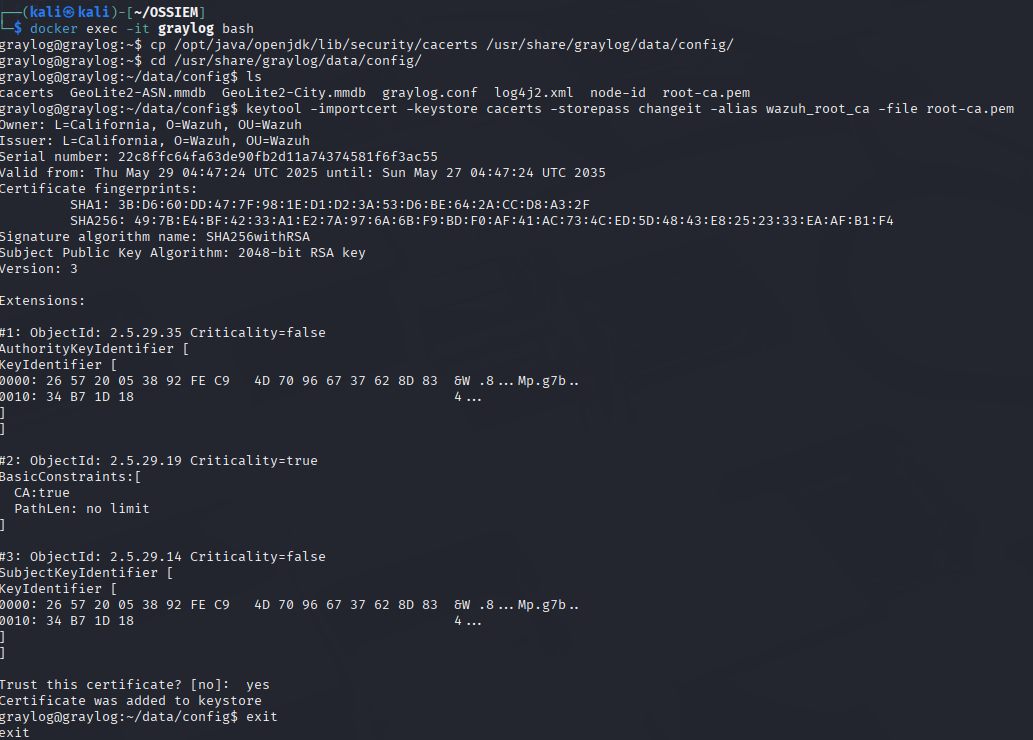 ┌──(kali㉿kali)-[~/OSSIEM]
└─$ docker exec -it graylog bash
graylog@graylog:~$ cp /opt/java/openjdk/lib/security/cacerts /usr/share/graylog/data/config/
graylog@graylog:~$ cd /usr/share/graylog/data/config/
graylog@graylog:~/data/config$ ls
cacerts  GeoLite2-ASN.mmdb  GeoLite2-City.mmdb  graylog.conf  log4j2.xml  node-id  root-ca.pem
graylog@graylog:~/data/config$ keytool -importcert -keystore cacerts -storepass changeit -alias wazuh_root_ca -file root-ca.pem
Owner: L=California, O=Wazuh, OU=Wazuh
Issuer: L=California, O=Wazuh, OU=Wazuh
Serial number: 22c8ffc64fa63de90fb2d11a74374581f6f3ac55
Valid from: Thu May 29 04:47:24 UTC 2025 until: Sun May 27 04:47:24 UTC 2035
Certificate fingerprints:
         SHA1: 3B:D6:60:DD:47:7F:98:1E:D1:D2:3A:53:D6:BE:64:2A:CC:D8:A3:2F
         SHA256: 49:7B:E4:BF:42:33:A1:E2:7A:97:6A:6B:F9:BD:F0:AF:41:AC:73:4C:ED:5D:48:43:E8:25:23:33:EA:AF:B1:F4
Signature algorithm name: SHA256withRSA
Subject Public Key Algorithm: 2048-bit RSA key
Version: 3
Extensions:
#1: ObjectId: 2.5.29.35 Criticality=false
AuthorityKeyIdentifier [
KeyIdentifier [
0000: 26 57 20 05 38 92 FE C9   4D 70 96 67 37 62 8D 83  &W .8...Mp.g7b..
0010: 34 B7 1D 18                                        4...
]
]
#2: ObjectId: 2.5.29.19 Criticality=true
BasicConstraints:[
  CA:true
  PathLen: no limit
]
#3: ObjectId: 2.5.29.14 Criticality=false
SubjectKeyIdentifier [
KeyIdentifier [
0000: 26 57 20 05 38 92 FE C9   4D 70 96 67 37 62 8D 83  &W .8...Mp.g7b..
0010: 34 B7 1D 18                                        4...
]
]
Trust this certificate? [no]:  yes
Certificate was added to keystore
graylog@graylog:~/data/config$ exit
exit